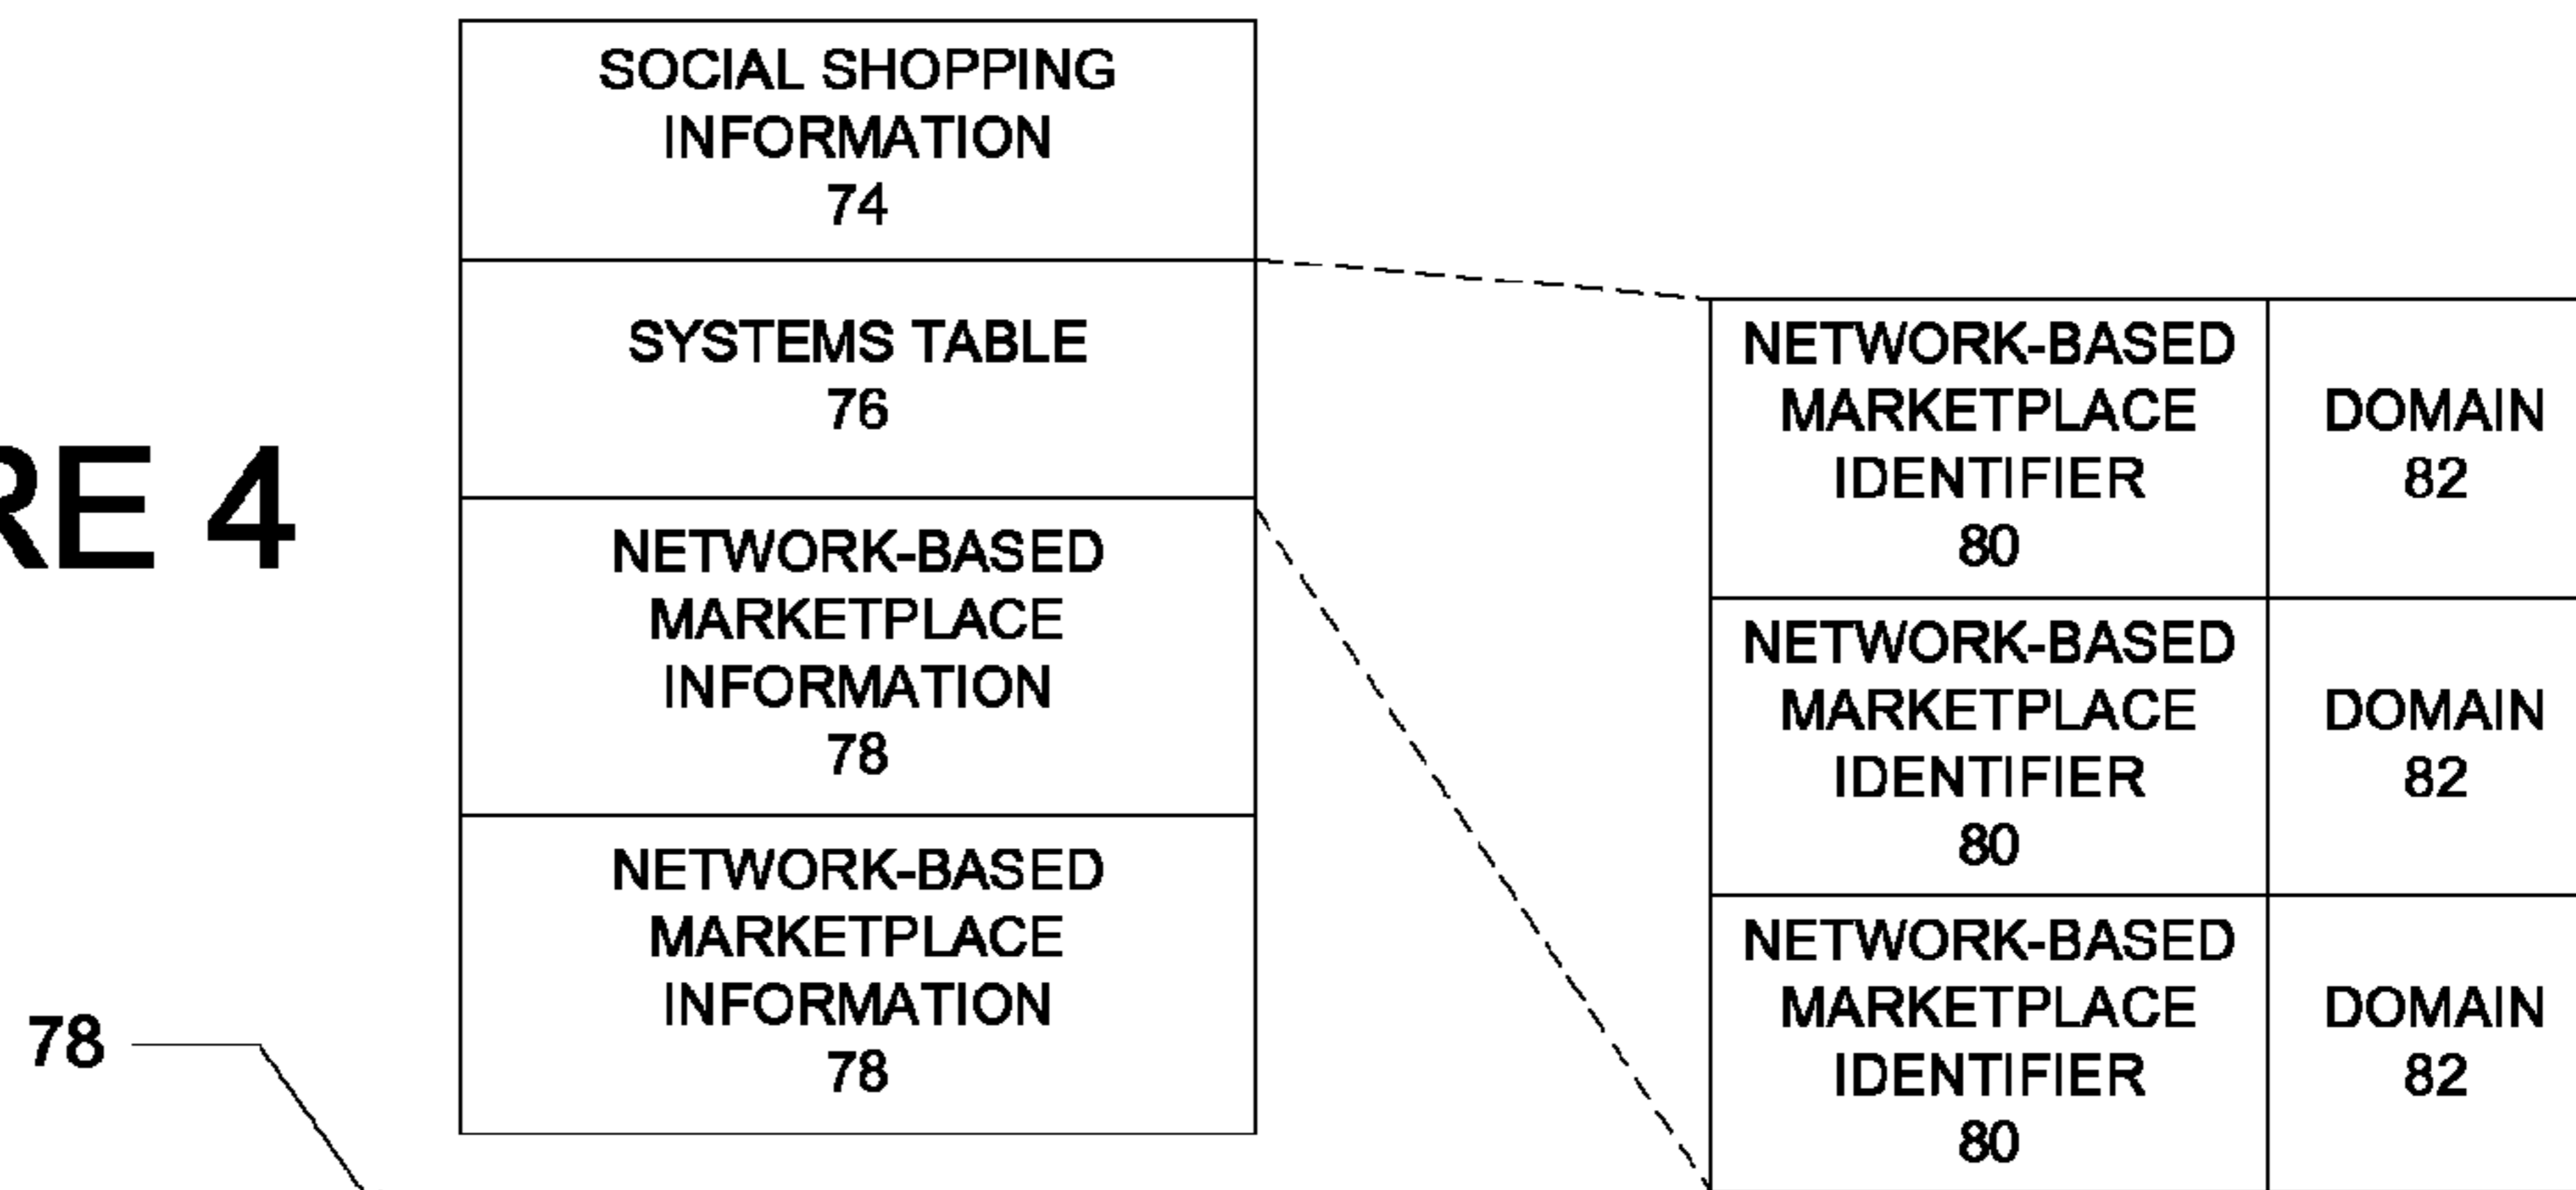 SOCIAL SHOPPING
INFORMATION
74
SYSTEMS TABLE
76
NETWORK-BASED
MARKETPLACE
INFORMATION
78
NETWORK-BASED
MARKETPLACE
INFORMATION
78
RE 4
78
NETWORK-BASED
MARKETPLACE
IDENTIFIER
80
DOMAIN
82
NETWORK-BASED
MARKETPLACE
IDENTIFIER
80
DOMAIN
82
NETWORK-BASED
MARKETPLACE
IDENTIFIER
80
DOMAIN
82